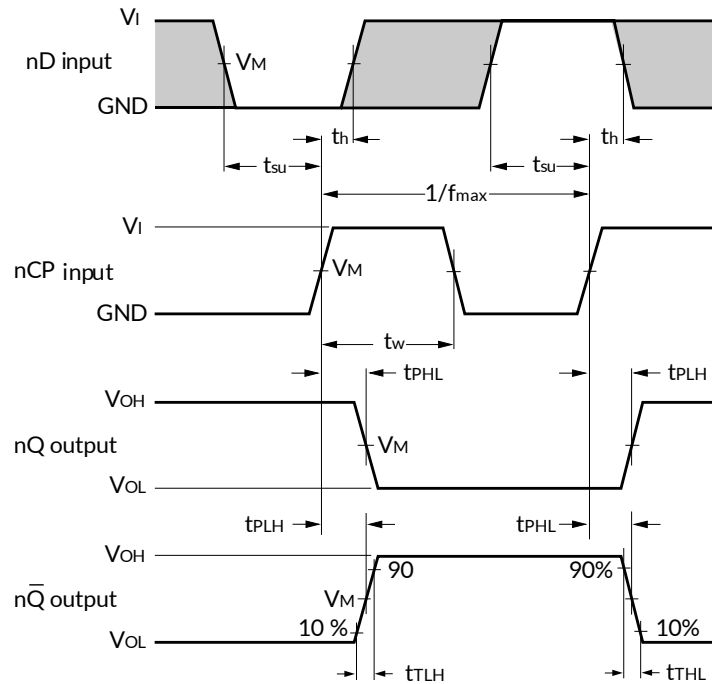 VI
nD input
VM
GND
th
th
tsu
tsu
1/fmax
VI
nCP input
VM
GND
tw
tPHL
tPLH
VOH
nQ output
VM
VOL
tPLH
tPHL
VOH
90
90%
nQ̅ output
VM
10 %
10%
VOL
tTLH
tTHL